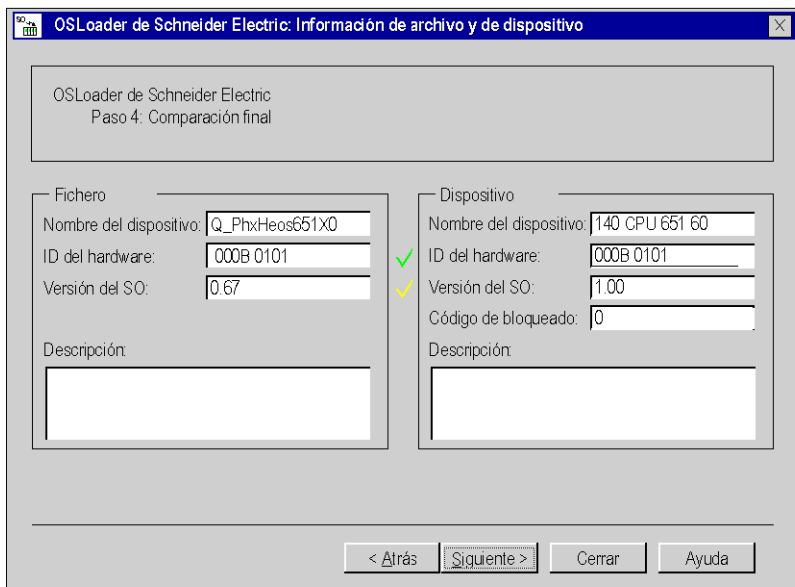 SO
OSLoader de Schneider Electric: Información de archivo y de dispositivo
OSLoader de Schneider Electric
Paso 4: Comparación final
Fichero
Nombre del dispositivo: Q_PhxHeos651X0
ID del hardware: 000B 0101
Versión del SO: 0.67
Descripción:
Dispositivo
Nombre del dispositivo: 140 CPU 651 60
ID del hardware: 000B 0101
Versión del SO: 1.00
Código de bloqueado: 0
Descripción:
< Atrás Siguiente > Cerrar Ayuda